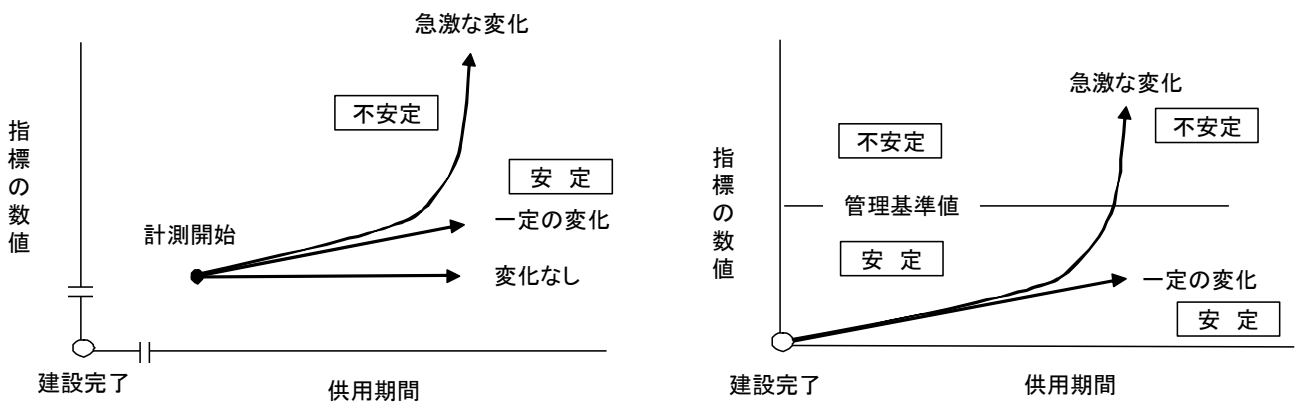 急激な変化
不安定
安 定
指標の数値
一定の変化
計測開始
変化なし
建設完了
供用期間
急激な変化
不安定
不安定
指標の数値
管理基準値
安 定
一定の変化
安 定
建設完了
供用期間